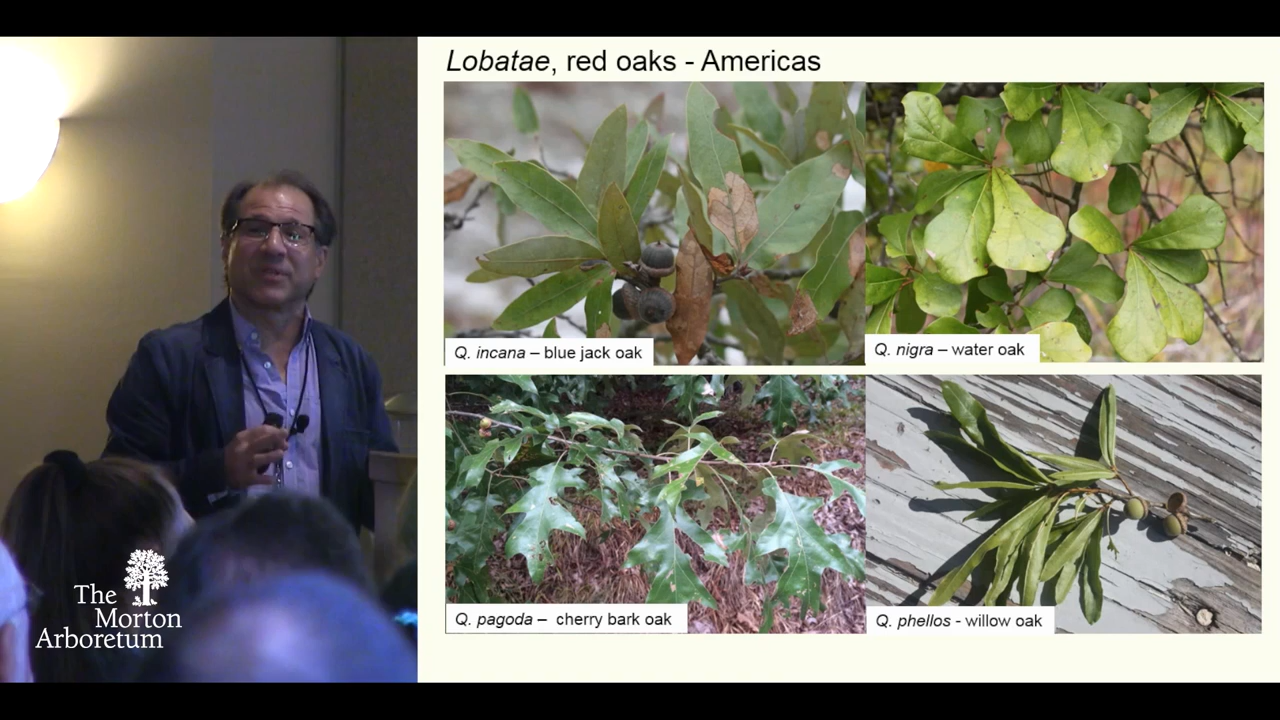 Lobatae, red oaks - Americas
Q. incana – blue jack oak
Q. nigra – water oak
Q. pagoda –  cherry bark oak
Q. phellos - willow oak
The
Morton
Arboretum